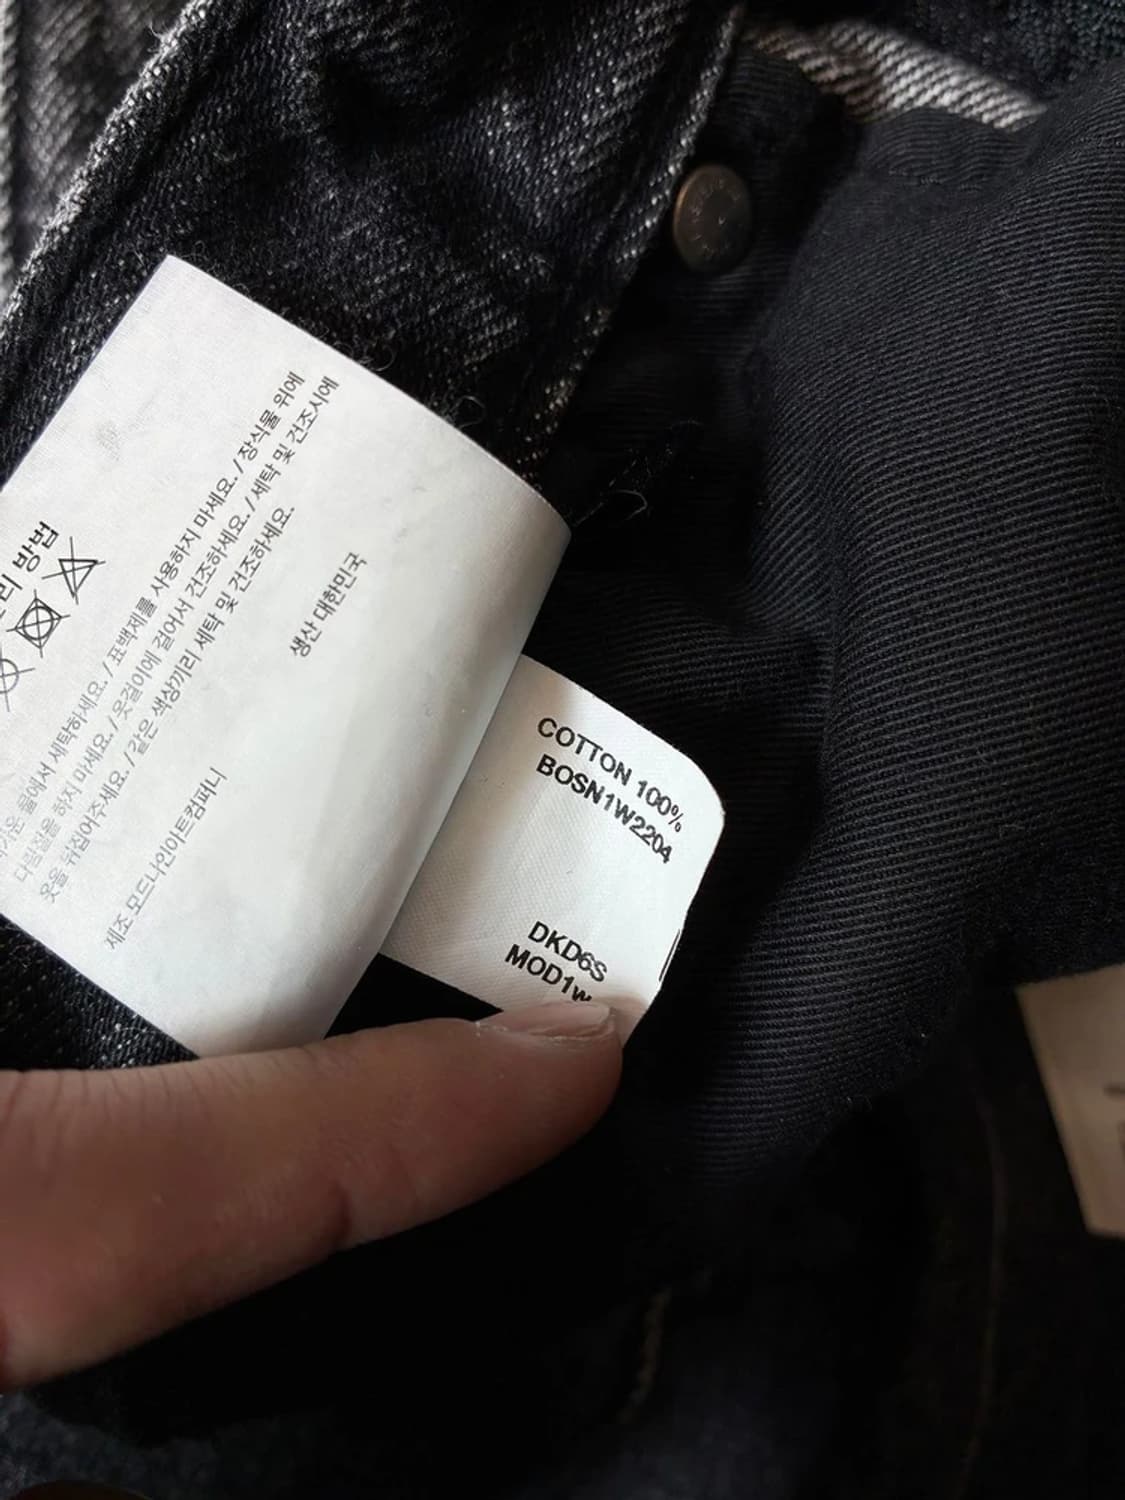 리 방법
물에서 세탁하세요. / 표백제를 사용하지 마세요. / 장식물 위에
다림질을 하지 마세요. / 옷걸이에 걸어서 건조하세요. / 세탁 및 건조시에
옷을 뒤집어주세요. / 같은 색상끼리 세탁 및 건조하세요.
제조 모드나인아트컴퍼니
생산 대한민국
COTTON 100%
BOSN1W2204
DKD6S
MOD1W